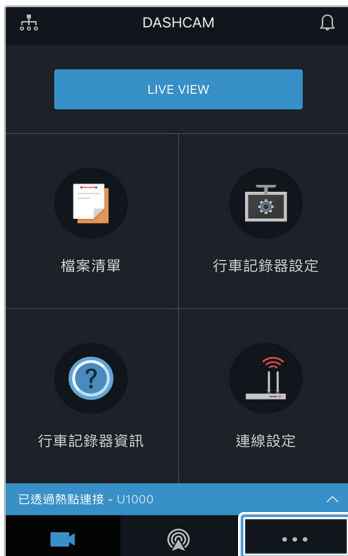 DASHCAM
LIVE VIEW
檔案清單
行車記錄器設定
?
行車記錄器資訊
連線設定
已透過熱點連接 - U1000